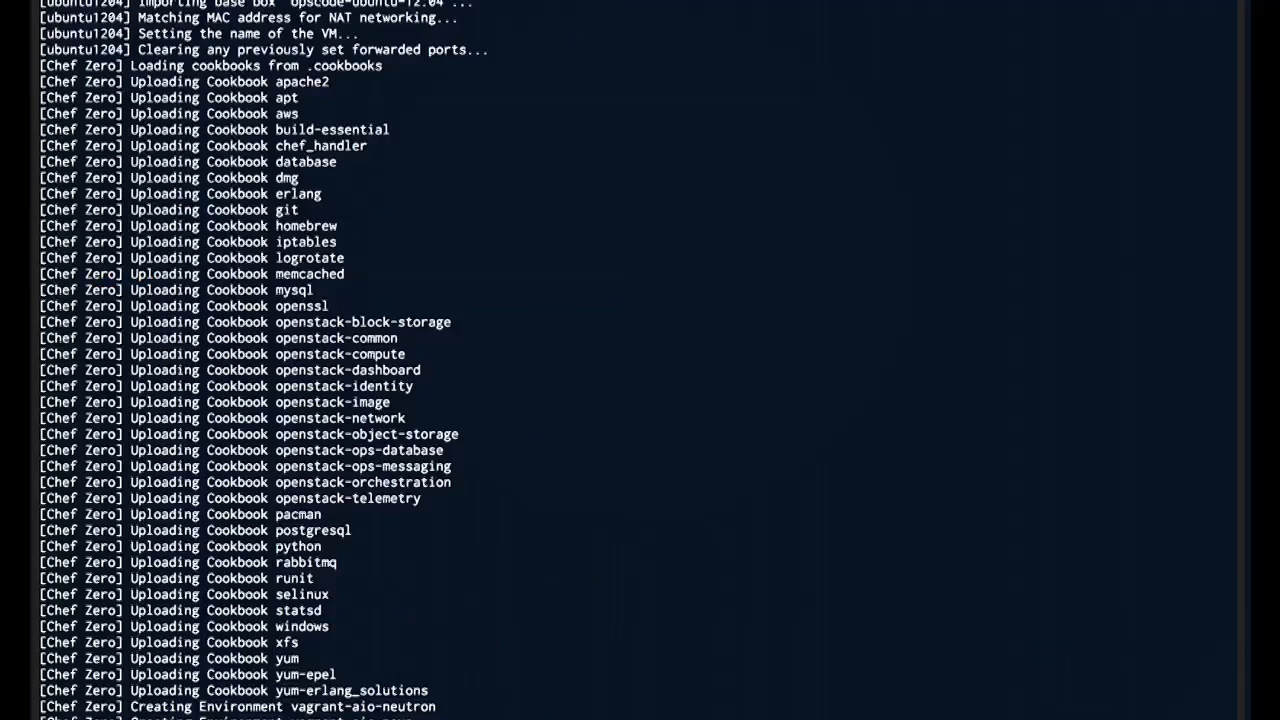 [ubuntu1204] Importing base box 'opscode-ubuntu-12.04'...
[ubuntu1204] Matching MAC address for NAT networking...
[ubuntu1204] Setting the name of the VM...
[ubuntu1204] Clearing any previously set forwarded ports...
[Chef Zero] Loading cookbooks from .cookbooks
[Chef Zero] Uploading Cookbook apache2
[Chef Zero] Uploading Cookbook apt
[Chef Zero] Uploading Cookbook aws
[Chef Zero] Uploading Cookbook build-essential
[Chef Zero] Uploading Cookbook chef_handler
[Chef Zero] Uploading Cookbook database
[Chef Zero] Uploading Cookbook dmg
[Chef Zero] Uploading Cookbook erlang
[Chef Zero] Uploading Cookbook git
[Chef Zero] Uploading Cookbook homebrew
[Chef Zero] Uploading Cookbook iptables
[Chef Zero] Uploading Cookbook logrotate
[Chef Zero] Uploading Cookbook memcached
[Chef Zero] Uploading Cookbook mysql
[Chef Zero] Uploading Cookbook openssl
[Chef Zero] Uploading Cookbook openstack-block-storage
[Chef Zero] Uploading Cookbook openstack-common
[Chef Zero] Uploading Cookbook openstack-compute
[Chef Zero] Uploading Cookbook openstack-dashboard
[Chef Zero] Uploading Cookbook openstack-identity
[Chef Zero] Uploading Cookbook openstack-image
[Chef Zero] Uploading Cookbook openstack-network
[Chef Zero] Uploading Cookbook openstack-object-storage
[Chef Zero] Uploading Cookbook openstack-ops-database
[Chef Zero] Uploading Cookbook openstack-ops-messaging
[Chef Zero] Uploading Cookbook openstack-orchestration
[Chef Zero] Uploading Cookbook openstack-telemetry
[Chef Zero] Uploading Cookbook pacman
[Chef Zero] Uploading Cookbook postgresql
[Chef Zero] Uploading Cookbook python
[Chef Zero] Uploading Cookbook rabbitmq
[Chef Zero] Uploading Cookbook runit
[Chef Zero] Uploading Cookbook selinux
[Chef Zero] Uploading Cookbook statsd
[Chef Zero] Uploading Cookbook windows
[Chef Zero] Uploading Cookbook xfs
[Chef Zero] Uploading Cookbook yum
[Chef Zero] Uploading Cookbook yum-epel
[Chef Zero] Uploading Cookbook yum-erlang_solutions
[Chef Zero] Creating Environment vagrant-aio-neutron